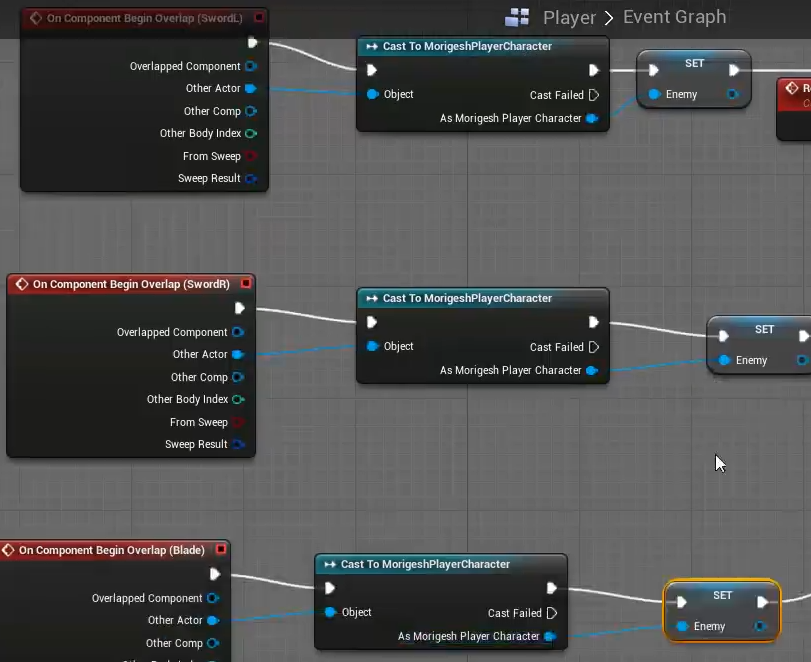 Player > Event Graph
On Component Begin Overlap (SwordL)
Overlapped Component
Other Actor
Other Comp
Other Body Index
From Sweep
Sweep Result
Cast To MorigeshPlayerCharacter
Object
Cast Failed
As Morigesh Player Character
SET
Enemy
On Component Begin Overlap (SwordR)
Overlapped Component
Other Actor
Other Comp
Other Body Index
From Sweep
Sweep Result
Cast To MorigeshPlayerCharacter
Object
Cast Failed
As Morigesh Player Character
SET
Enemy
On Component Begin Overlap (Blade)
Overlapped Component
Other Actor
Other Comp
Cast To MorigeshPlayerCharacter
Object
Cast Failed
As Morigesh Player Character
SET
Enemy